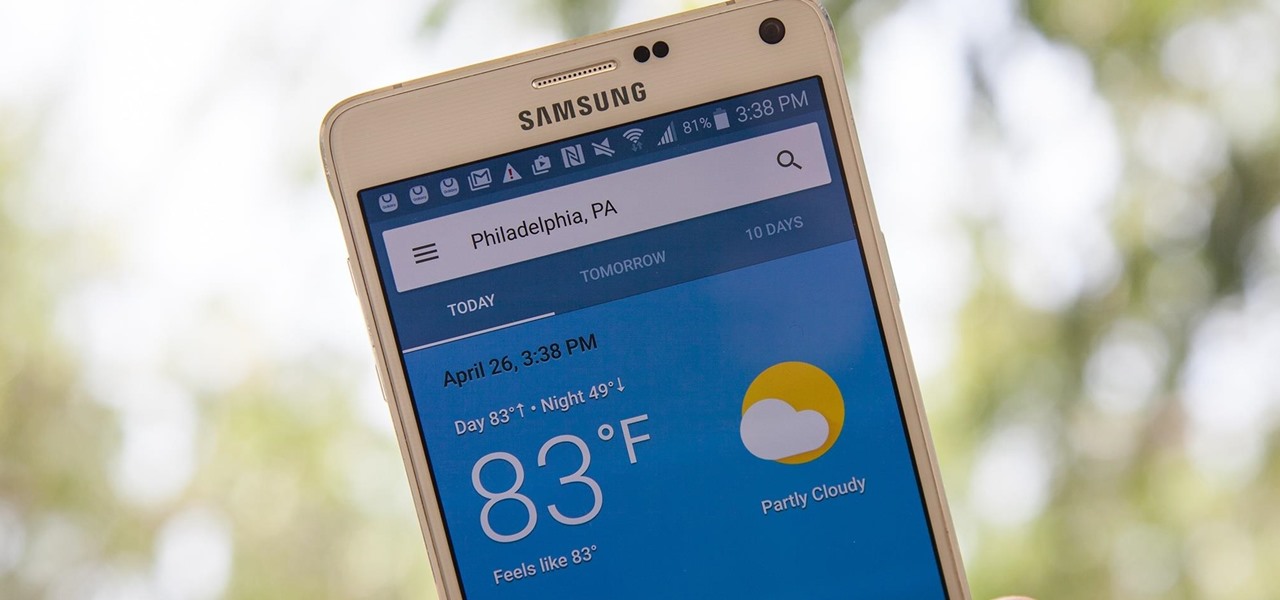 SAMSUNG
81% 3:38 PM
Philadelphia, PA
TODAY TOMORROW 10 DAYS
April 26, 3:38 PM
Day 83°↑ • Night 49°↓
83°F
Partly Cloudy
Feels like 83°